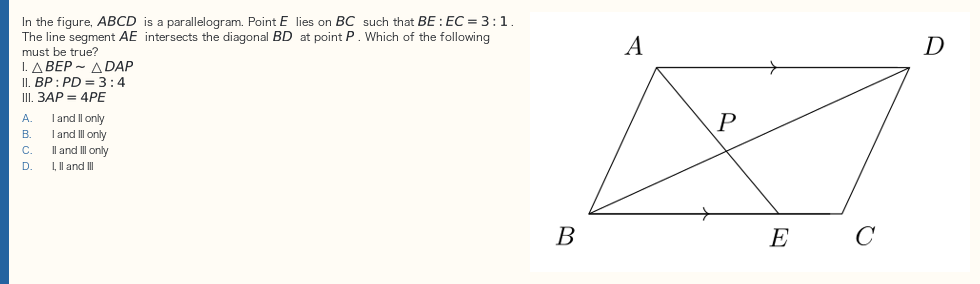 In the figure, ABCD is a parallelogram. Point E lies on BC such that BE : EC = 3 : 1 .
The line segment AE intersects the diagonal BD at point P . Which of the following
must be true?
I. △BEP ~ △DAP
II. BP : PD = 3 : 4
III. 3AP = 4PE
A. I and II only
B. I and III only
C. II and III only
D. I, II and III
A
D
P
B
E
C